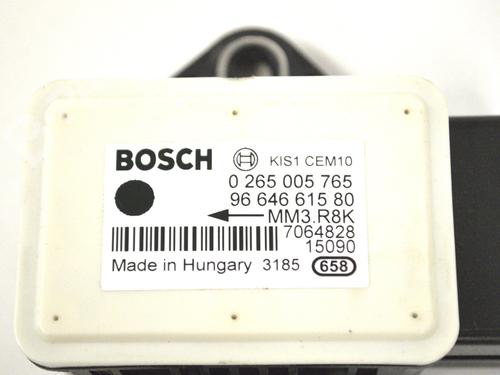 BOSCH KIS1 CEM10
0 265 005 765
96 646 615 80
MM3.R8K
7064828
15090
Made in Hungary 3185 658